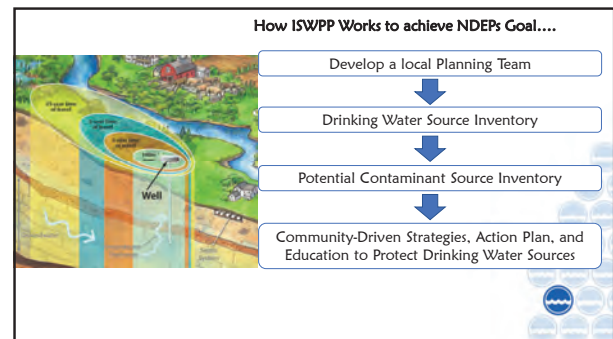 How ISWPP Works to achieve NDEPs Goal....
Develop a local Planning Team
Drinking Water Source Inventory
Potential Contaminant Source Inventory
Community-Driven Strategies, Action Plan, and
Education to Protect Drinking Water Sources
Well